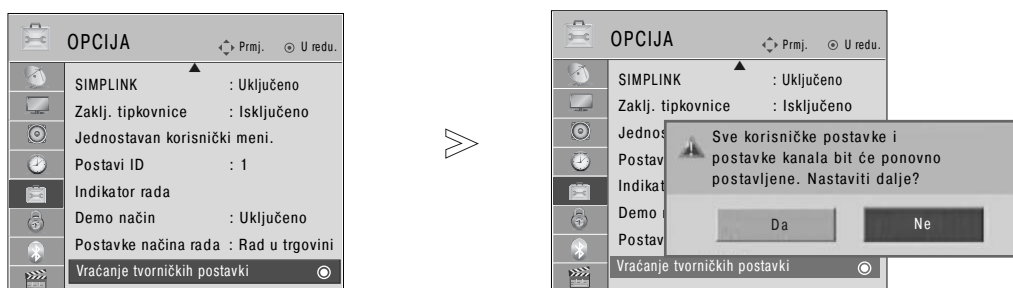 OPCIJA
Prmj.
U redu.
SIMPLINK : Uključeno
Zaklj. tipkovnice : Isključeno
Jednostavan korisnički meni.
Postavi ID : 1
Indikator rada
Demo način : Uključeno
Postavke načina rada : Rad u trgovini
Vraćanje tvorničkih postavki
OPCIJA
Prmj.
U redu.
SIMPLINK : Uključeno
Zaklj. tipkovnice : Isključeno
Jednos
Postav
Indikat
Demo
Postav
Vraćanje tvorničkih postavki
Sve korisničke postavke i
postavke kanala bit će ponovno
postavljene. Nastaviti dalje?
Da
Ne